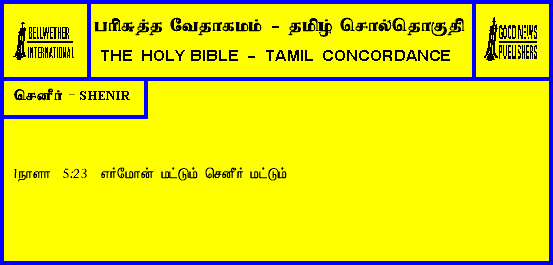 BELLWETHER
INTERNATIONAL
பரிசுத்த வேதாகமம் - தமிழ் சொல்தொகுதி
THE HOLY BIBLE - TAMIL CONCORDANCE
GOOD NEWS
PUBLISHERS
செனீர் - SHENIR
1நாளா 5:23 எர்மோன் மட்டும் செனீர் மட்டும்